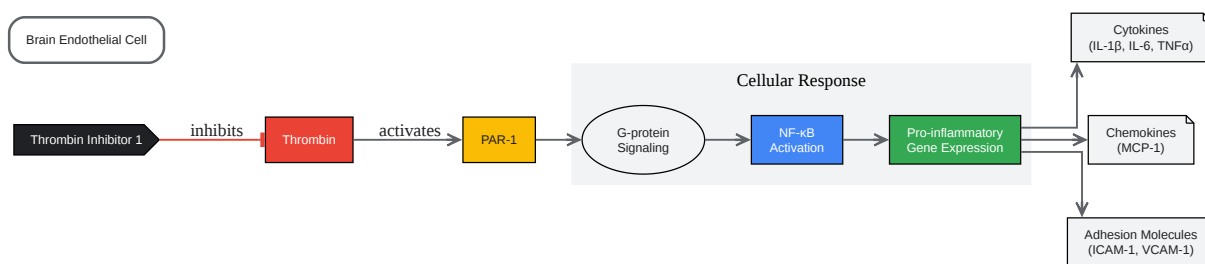 Brain Endothelial Cell
Cytokines
(IL-1β, IL-6, TNFα)
Cellular Response
Thrombin Inhibitor 1
inhibits
Thrombin
activates
PAR-1
G-protein
Signaling
NF-κB
Activation
Pro-inflammatory
Gene Expression
Chemokines
(MCP-1)
Adhesion Molecules
(ICAM-1, VCAM-1)